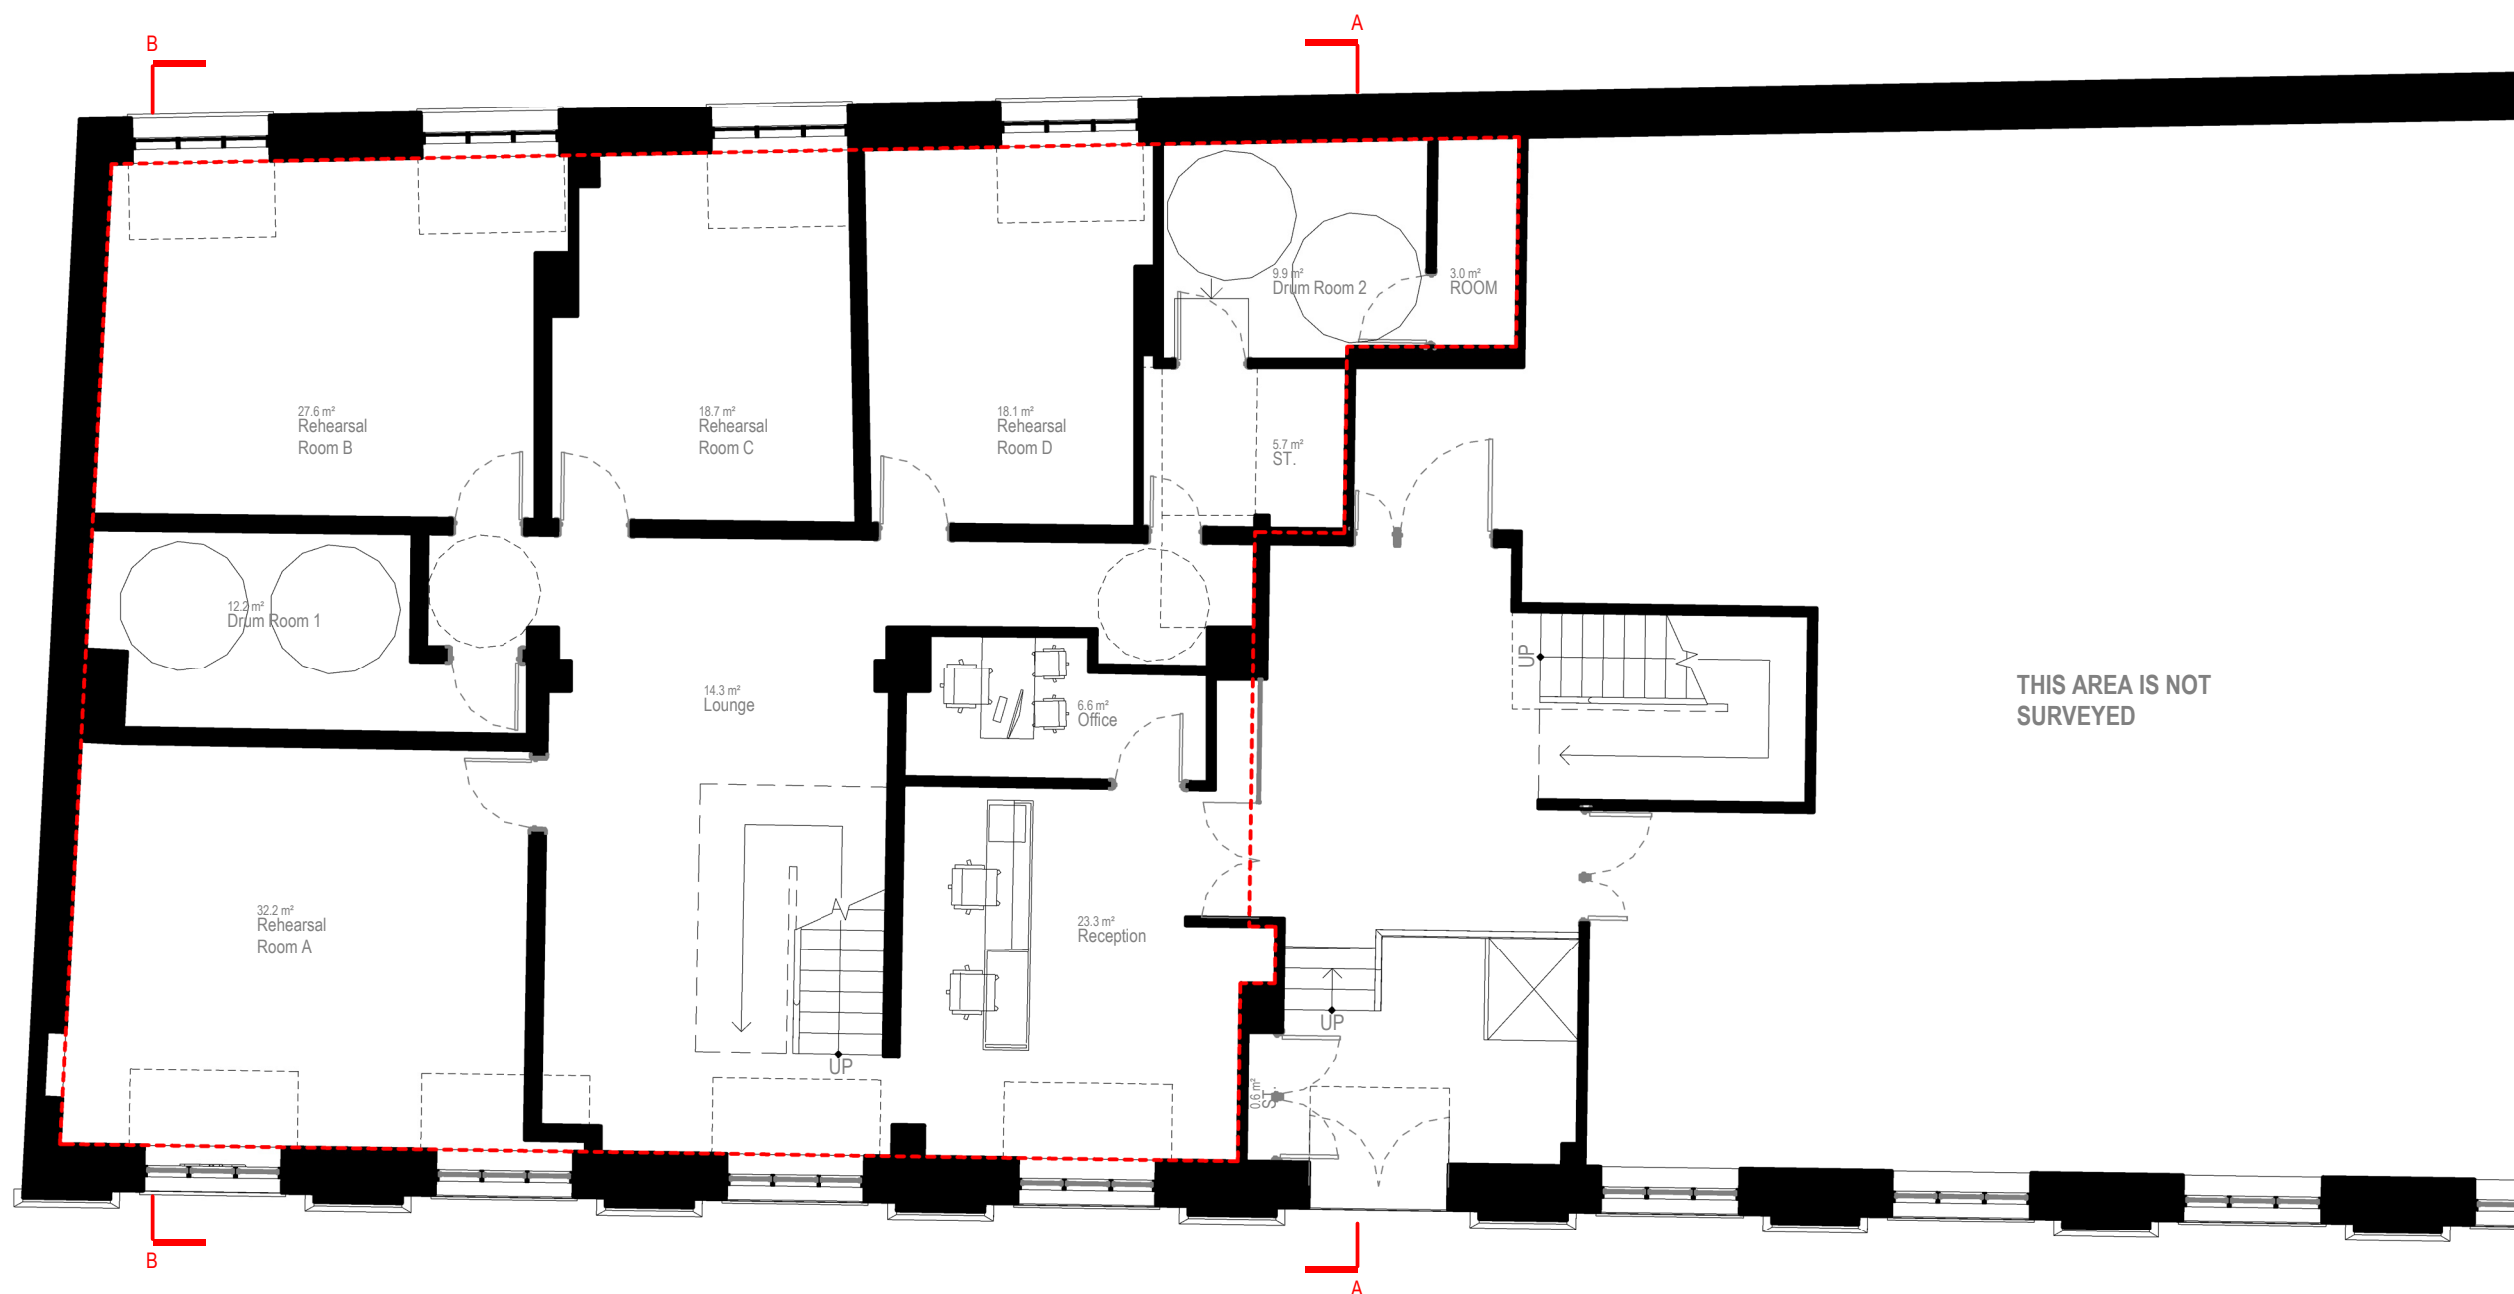 B
A
9.9 m²
Drum Room 2
3.0 m²
ROOM
27.6 m²
Rehearsal
Room B
18.7 m²
Rehearsal
Room C
18.1 m²
Rehearsal
Room D
5.7 m²
ST.
12.2 m²
Drum Room 1
14.3 m²
Lounge
6.6 m²
Office
UP
THIS AREA IS NOT
SURVEYED
32.2 m²
Rehearsal
Room A
23.3 m²
Reception
UP
UP
0.6 m²
ST.
B
A